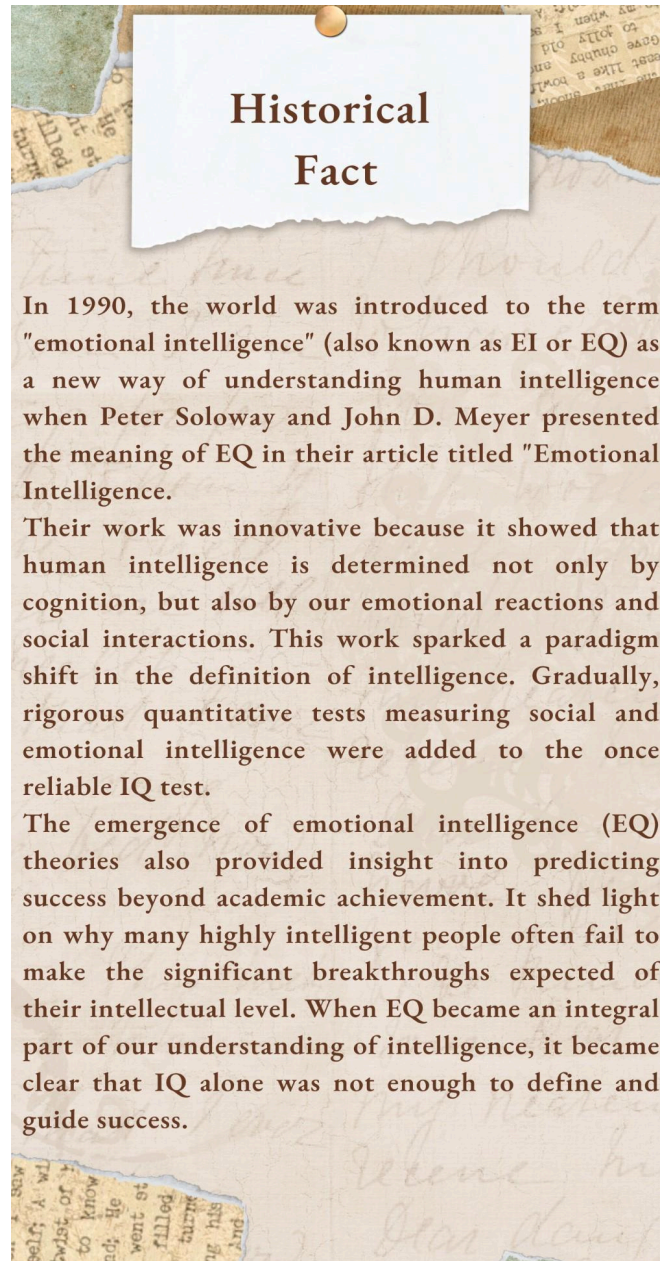 Historical
Fact
In 1990, the world was introduced to the term
"emotional intelligence" (also known as EI or EQ) as
a new way of understanding human intelligence
when Peter Soloway and John D. Meyer presented
the meaning of EQ in their article titled "Emotional
Intelligence.
Their work was innovative because it showed that
human intelligence is determined not only by
cognition, but also by our emotional reactions and
social interactions. This work sparked a paradigm
shift in the definition of intelligence. Gradually,
rigorous quantitative tests measuring social and
emotional intelligence were added to the once
reliable IQ test.
The emergence of emotional intelligence (EQ)
theories also provided insight into predicting
success beyond academic achievement. It shed light
on why many highly intelligent people often fail to
make the significant breakthroughs expected of
their intellectual level. When EQ became an integral
part of our understanding of intelligence, it became
clear that IQ alone was not enough to define and
guide success.